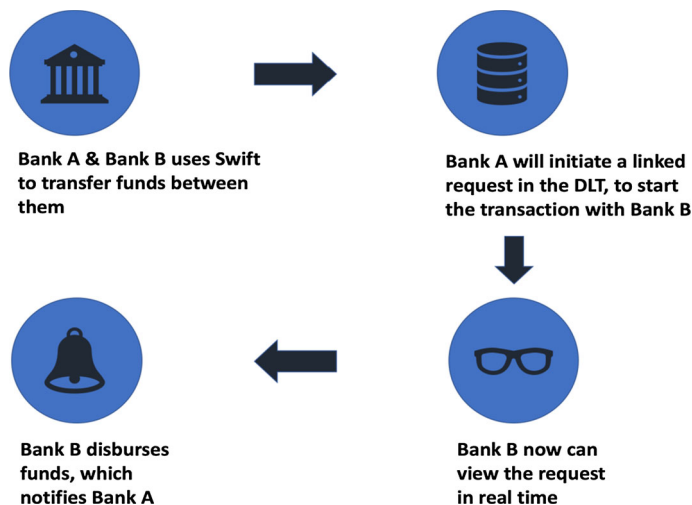 Bank A & Bank B uses Swift
to transfer funds between
them
Bank A will initiate a linked
request in the DLT, to start
the transaction with Bank B
Bank B now can
view the request
in real time
Bank B disburses
funds, which
notifies Bank A